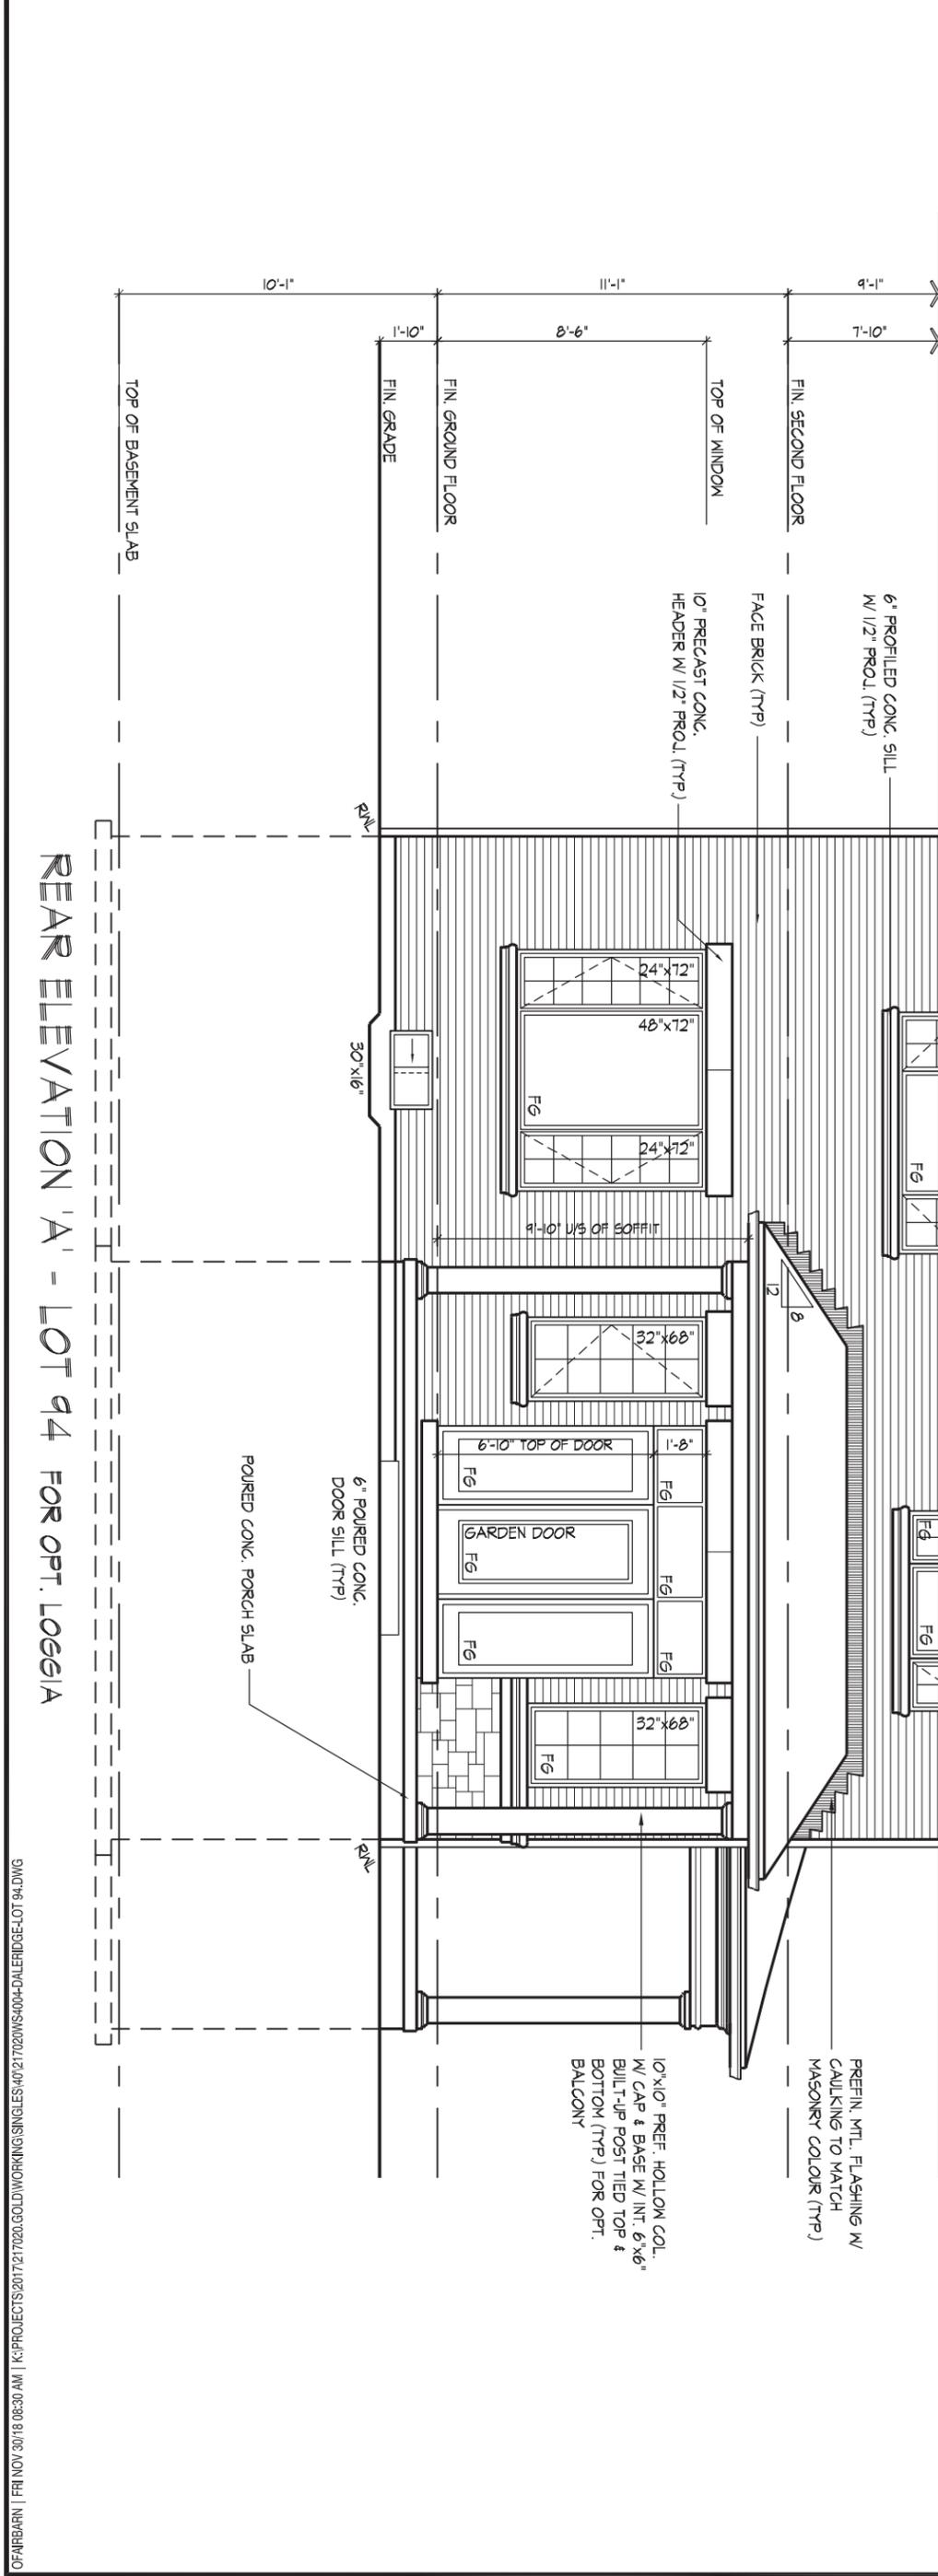 9'-1"
7'-10"
11'-1"
8'-6"
10'-1"
1'-10"
FIN. SECOND FLOOR
TOP OF WINDOW
FIN. GROUND FLOOR
FIN. GRADE
TOP OF BASEMENT SLAB
6" PROFILED CONC. SILL
W/ 1/2" PROJ. (TYP.)
FACE BRICK (TYP)
10" PRECAST CONC.
HEADER W/ 1/2" PROJ. (TYP.)
RWL
24"x72"
48"x72"
FG
24"x72"
30"x16"
FG
9'-10" U/S OF SOFFIT
12
8
32"x68"
6'-10" TOP OF DOOR
1'-8"
FG
FG
GARDEN DOOR
FG
FG
FG
FG
FG
FG
32"x68"
FG
RWL
6" POURED CONC.
DOOR SILL (TYP)
POURED CONC. PORCH SLAB
PREFIN. MTL. FLASHING W/
CAULKING TO MATCH
MASONRY COLOUR (TYP.)
10"x10" PREF. HOLLOW COL.
W/ CAP & BASE W/ INT. 6"x6"
BUILT-UP POST TIED TOP &
BOTTOM (TYP.) FOR OPT.
BALCONY
REAR ELEVATION 'A' - LOT 94 FOR OPT. LOGGIA
OFAIRBARN | FRI NOV 30/18 08:30 AM | K:\PROJECTS\2017\217020.GOLD\WORKING\SINGLES\40\217020WS4004-DALERIDGE-LOT 94.DWG